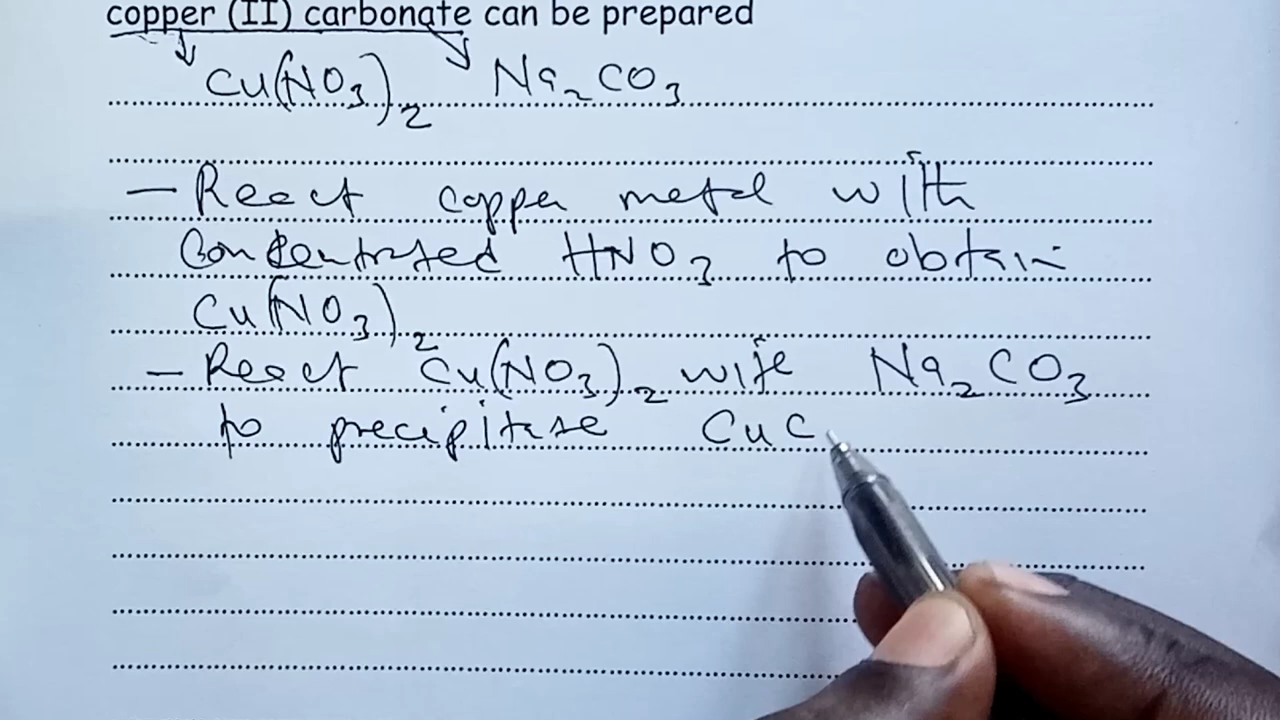 copper (II) carbonate can be prepared
Cu(NO₃)₂ Na₂CO₃
– React copper metal with
Concentrated HNO₃ to obtain
Cu(NO₃)₂
– React Cu(NO₃)₂ with Na₂CO₃
to precipitate CuC